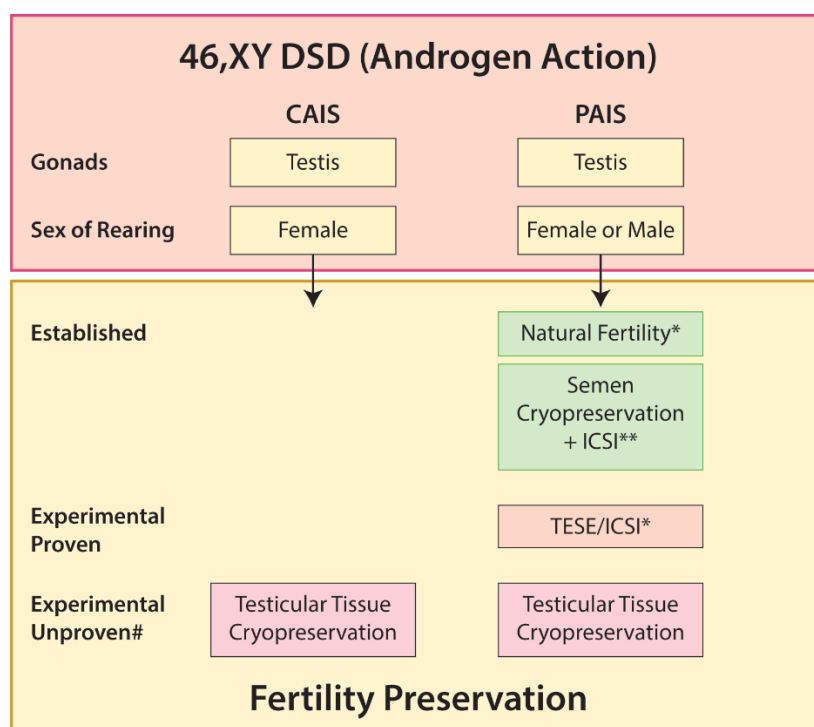 46,XY DSD (Androgen Action)
CAIS PAIS
Gonads Testis Testis
Sex of Rearing Female Female or Male
Established Natural Fertility*
Semen
Cryopreservation
+ ICSI**
Experimental
Proven TESE/ICSI*
Experimental
Unproven#
Testicular Tissue
Cryopreservation
Testicular Tissue
Cryopreservation
Fertility Preservation